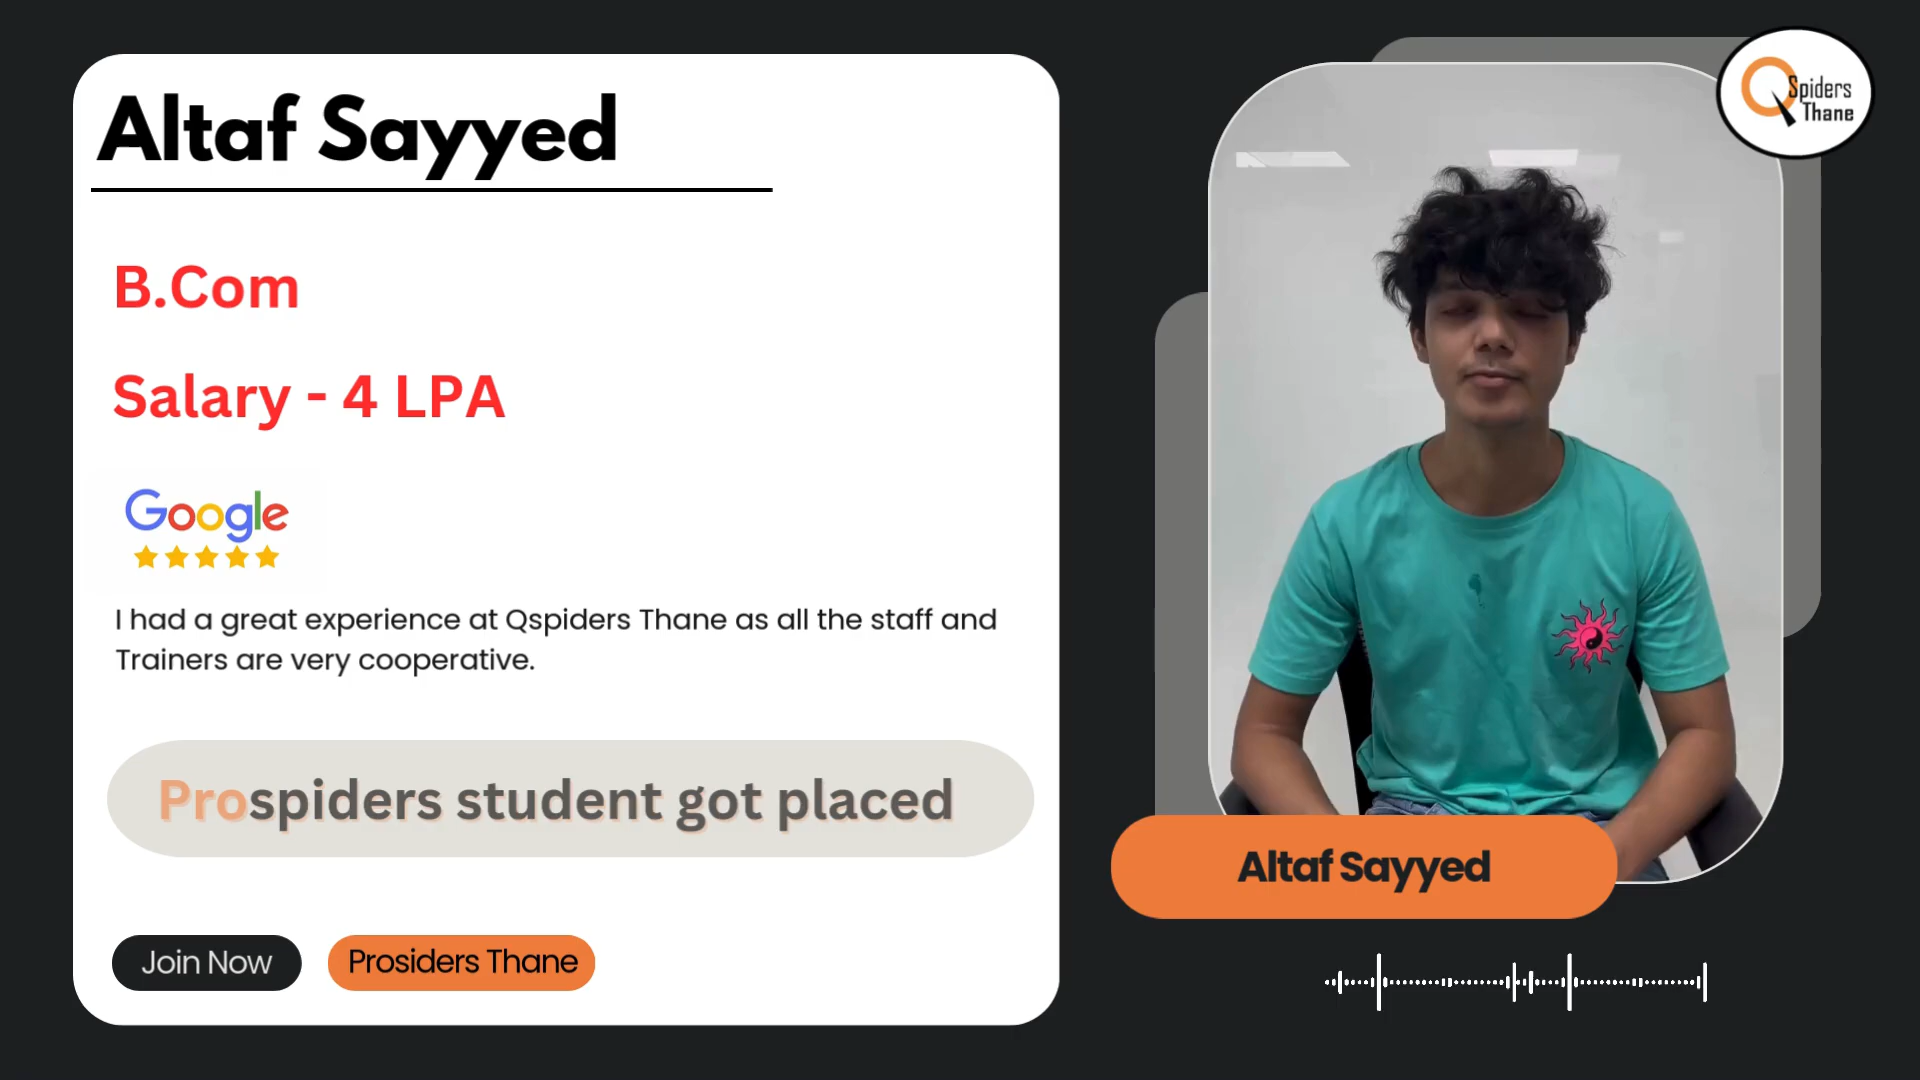 Altaf Sayyed
B.Com
Salary - 4 LPA
Google
I had a great experience at Qspiders Thane as all the staff and
Trainers are very cooperative.
Prospiders student got placed
Join Now
Prosiders Thane
QSpiders
Thane
Altaf Sayyed